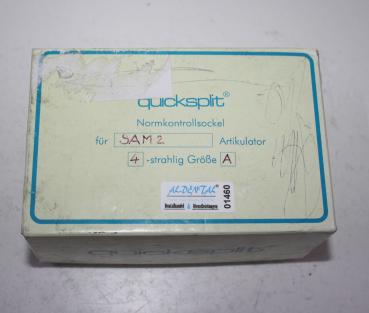 quicksplit®
Normkontrollsockel
für SAM 2 Artikulator
4 -strahlig Größe A
ALDENTAL®
01460
quicksplit®